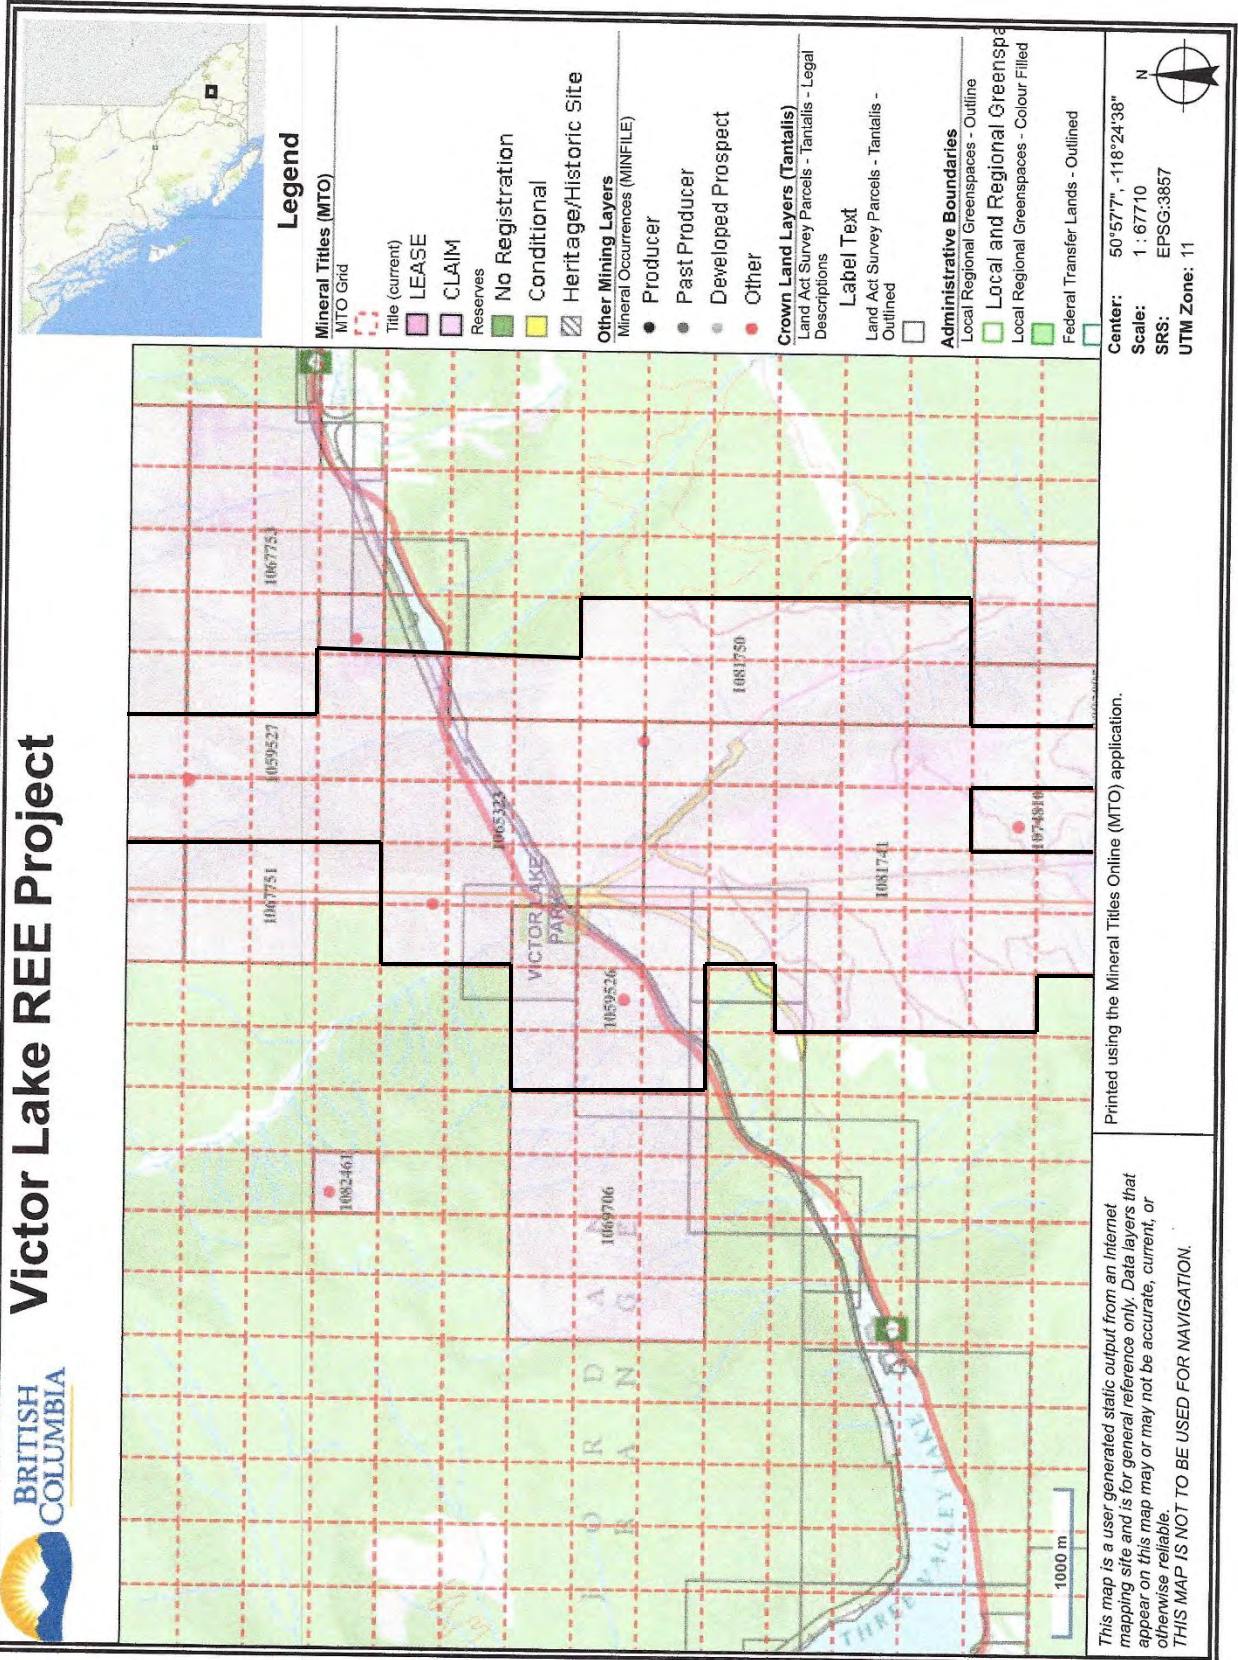 Victor Lake REE Project
BRITISH
COLUMBIA
Legend
Mineral Titles (MTO)
MTO Grid
Title (current)
LEASE
CLAIM
Reserves
No Registration
Conditional
Heritage/Historic Site
Other Mining Layers
Mineral Occurrences (MINFILE)
Producer
Past Producer
Developed Prospect
Other
Crown Land Layers (Tantalis)
Land Act Survey Parcels - Tantalis - Legal
Descriptions
Label Text
Land Act Survey Parcels - Tantalis -
Outlined
Administrative Boundaries
Local Regional Greenspaces - Outline
Local and Regional Greenspa
Local Regional Greenspaces - Colour Filled
Federal Transfer Lands - Outlined
Center: 50°57'7", -118°24'38"
Scale: 1 : 67710
SRS: EPSG:3857
UTM Zone: 11
N
1067753
1059527
1067751
1065323
VICTOR LAKE
PARK
1059526
1081750
1081741
1074810
1082461
1069706
THREE VALLEY LAKE
1000 m
This map is a user generated static output from an Internet
mapping site and is for general reference only. Data layers that
appear on this map may or may not be accurate, current, or
otherwise reliable.
THIS MAP IS NOT TO BE USED FOR NAVIGATION.
Printed using the Mineral Titles Online (MTO) application.